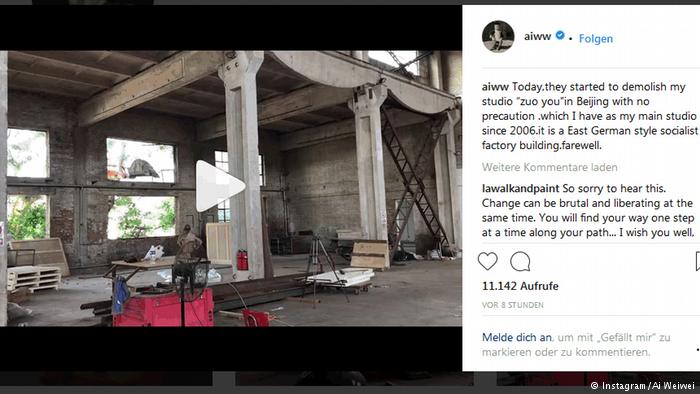 aiww • Folgen
aiww Today,they started to demolish my
studio "zuo you"in Beijing with no
precaution .which I have as my main studio
since 2006.it is a East German style socialist
factory building.farewell.
Weitere Kommentare laden
lawalkandpaint So sorry to hear this.
Change can be brutal and liberating at the
same time. You will find your way one step
at a time along your path... I wish you well,
11.142 Aufrufe
VOR 8 STUNDEN
Melde dich an, um mit „Gefällt mir" zu
markieren oder zu kommentieren.
© Instagram/Ai Weiwei